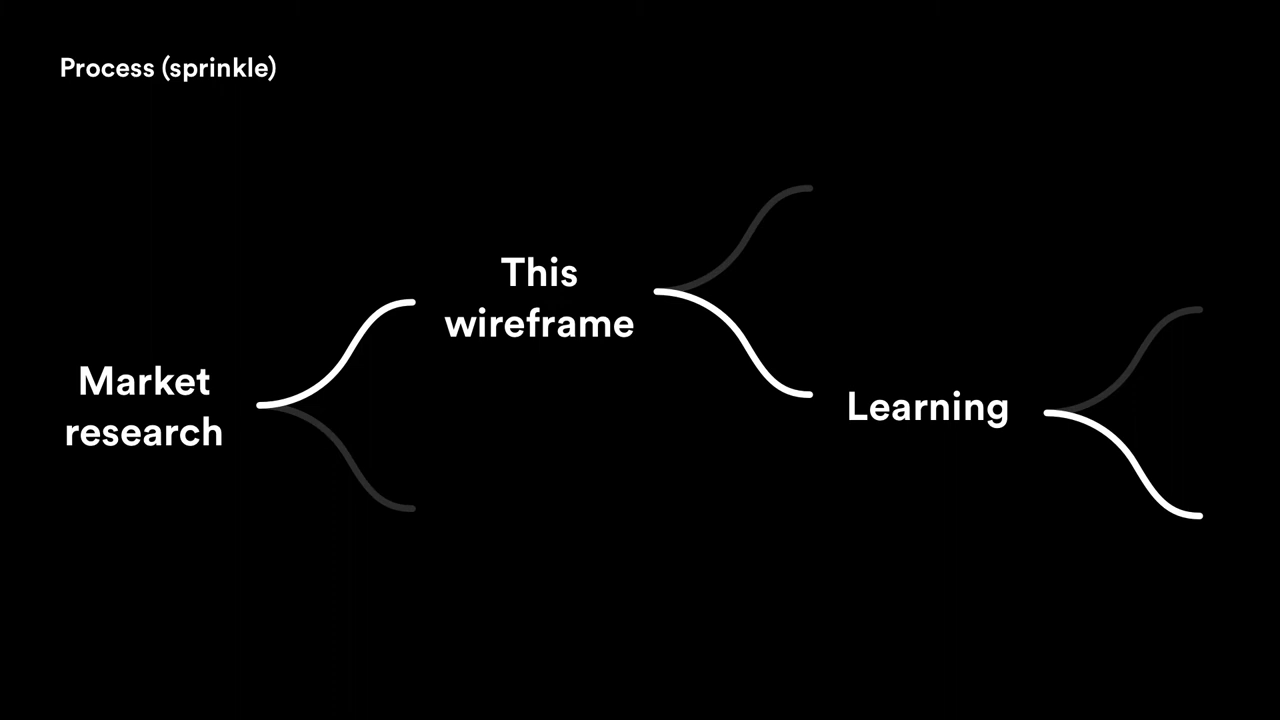 Process (sprinkle)
This
wireframe
Market
research
Learning